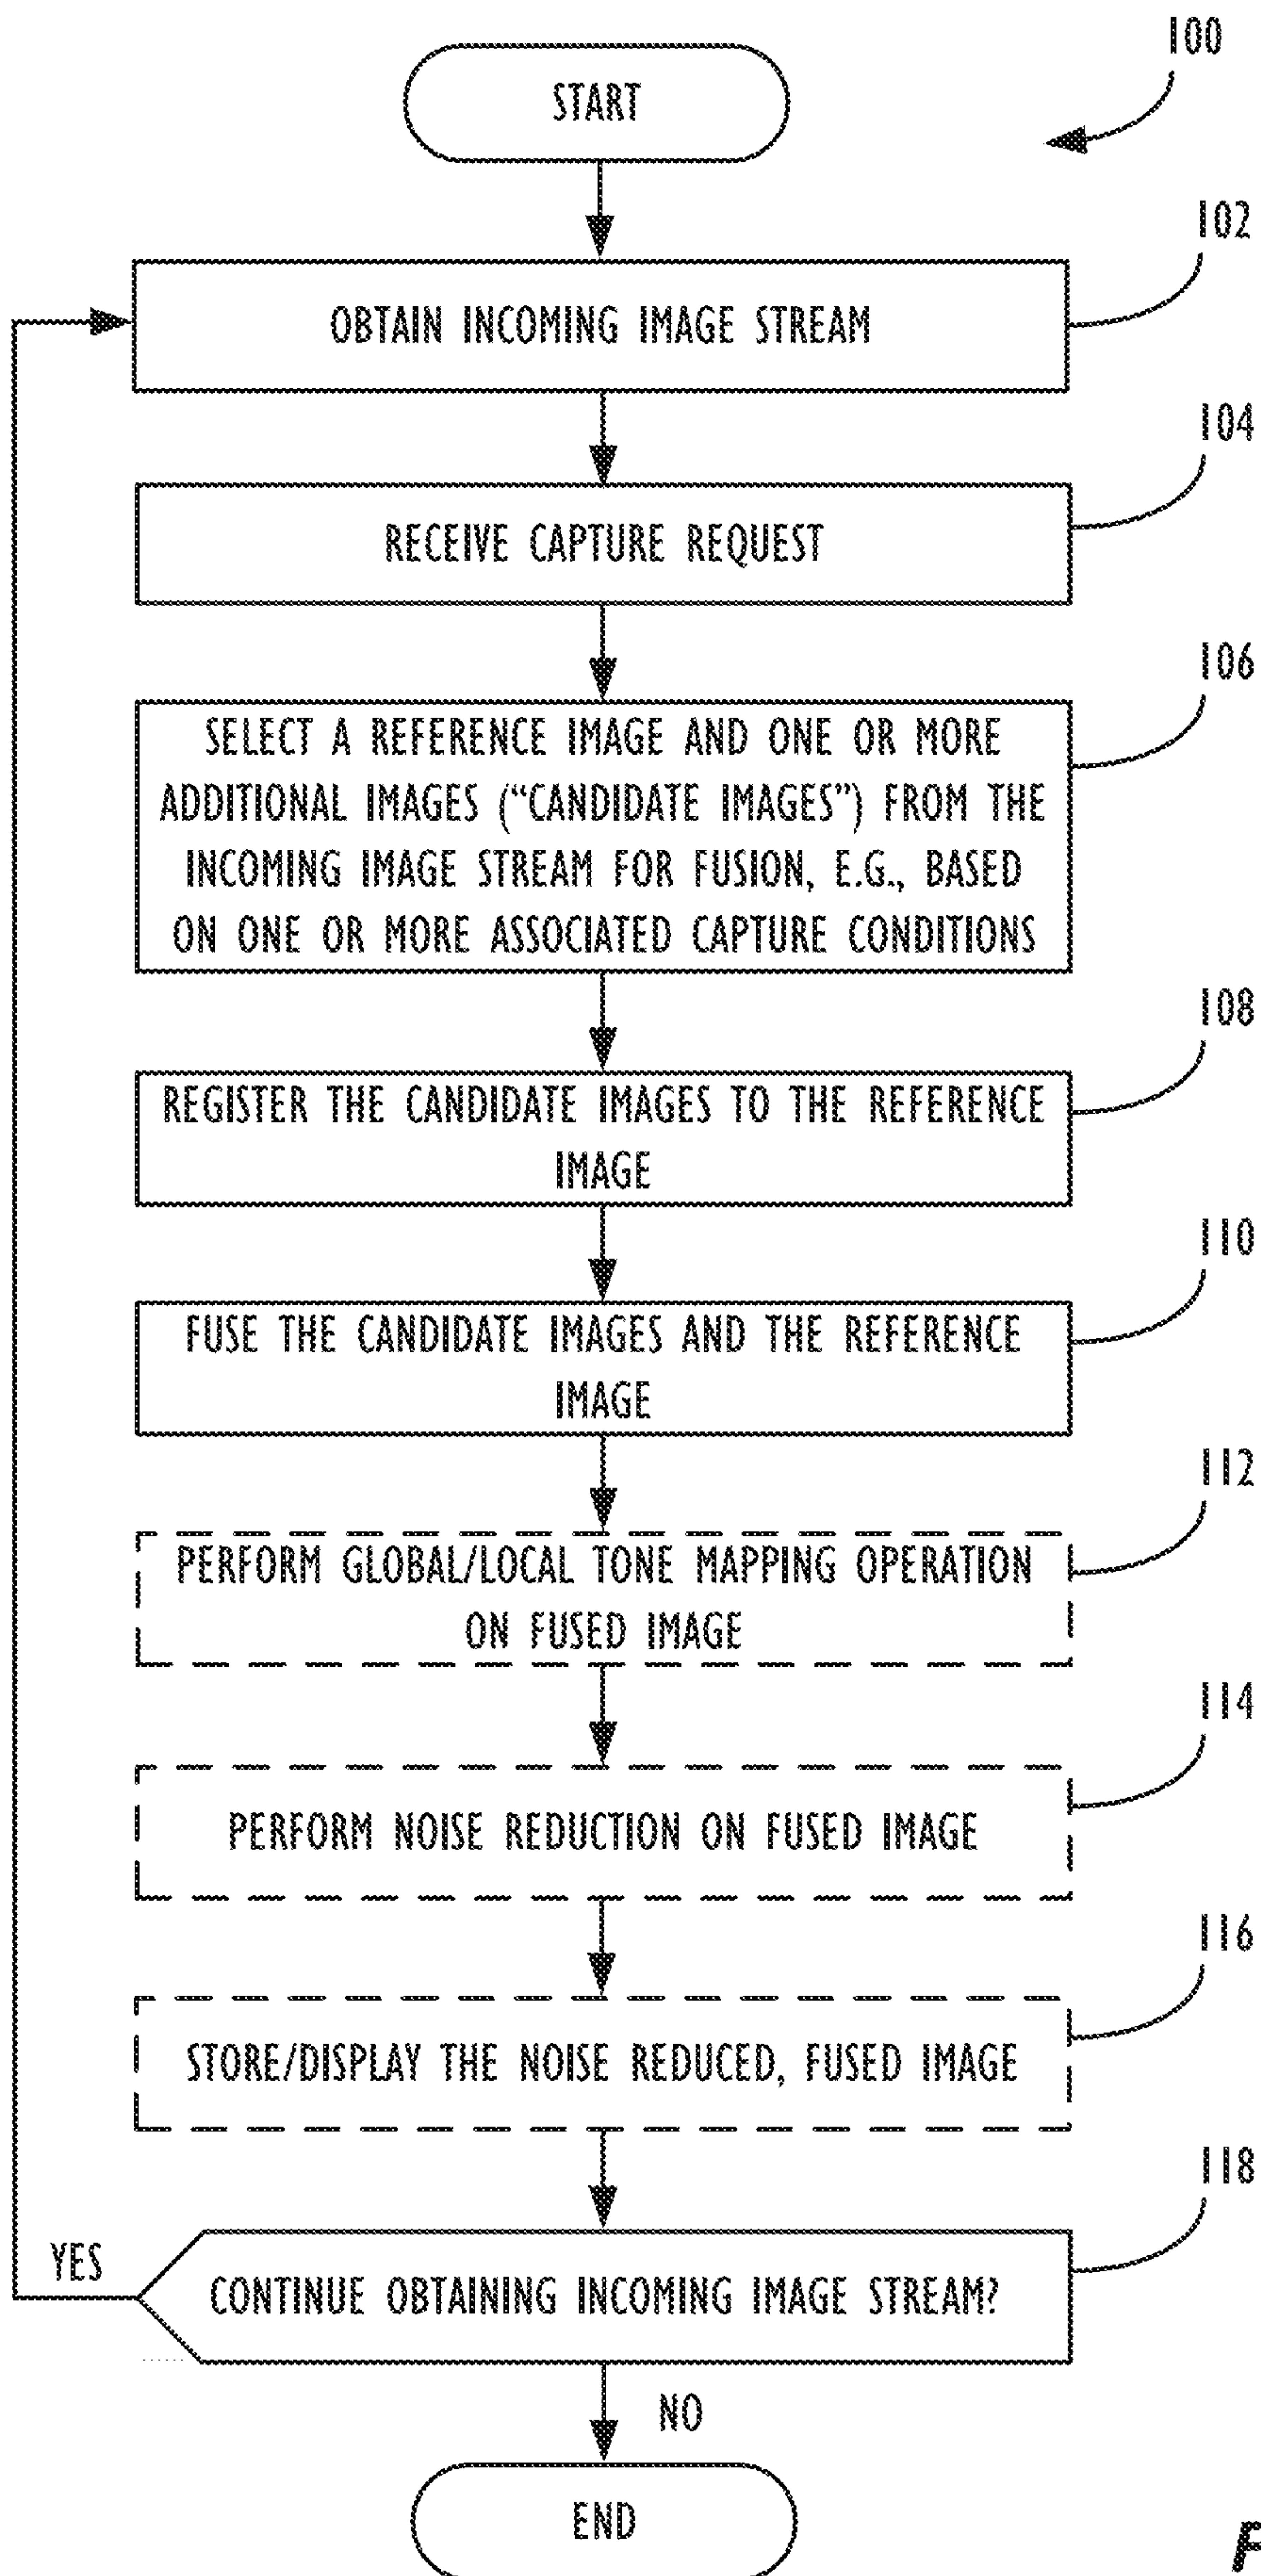 100
START
102
OBTAIN INCOMING IMAGE STREAM
104
RECEIVE CAPTURE REQUEST
106
SELECT A REFERENCE IMAGE AND ONE OR MORE
ADDITIONAL IMAGES (“CANDIDATE IMAGES”) FROM THE
INCOMING IMAGE STREAM FOR FUSION, E.G., BASED
ON ONE OR MORE ASSOCIATED CAPTURE CONDITIONS
108
REGISTER THE CANDIDATE IMAGES TO THE REFERENCE
IMAGE
110
FUSE THE CANDIDATE IMAGES AND THE REFERENCE
IMAGE
112
PERFORM GLOBAL/LOCAL TONE MAPPING OPERATION
ON FUSED IMAGE
114
PERFORM NOISE REDUCTION ON FUSED IMAGE
116
STORE/DISPLAY THE NOISE REDUCED, FUSED IMAGE
118
YES
CONTINUE OBTAINING INCOMING IMAGE STREAM?
NO
END